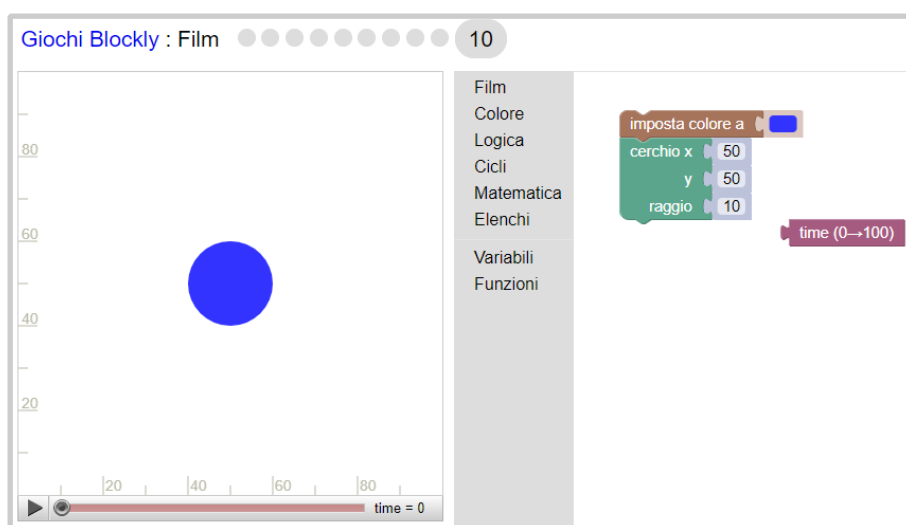 Giochi Blockly : Film 10
80
60
40
20
20 40 60 80
time = 0
Film
Colore
Logica
Cicli
Matematica
Elenchi
Variabili
Funzioni
imposta colore a
cerchio x 50
y 50
raggio 10
time (0→100)